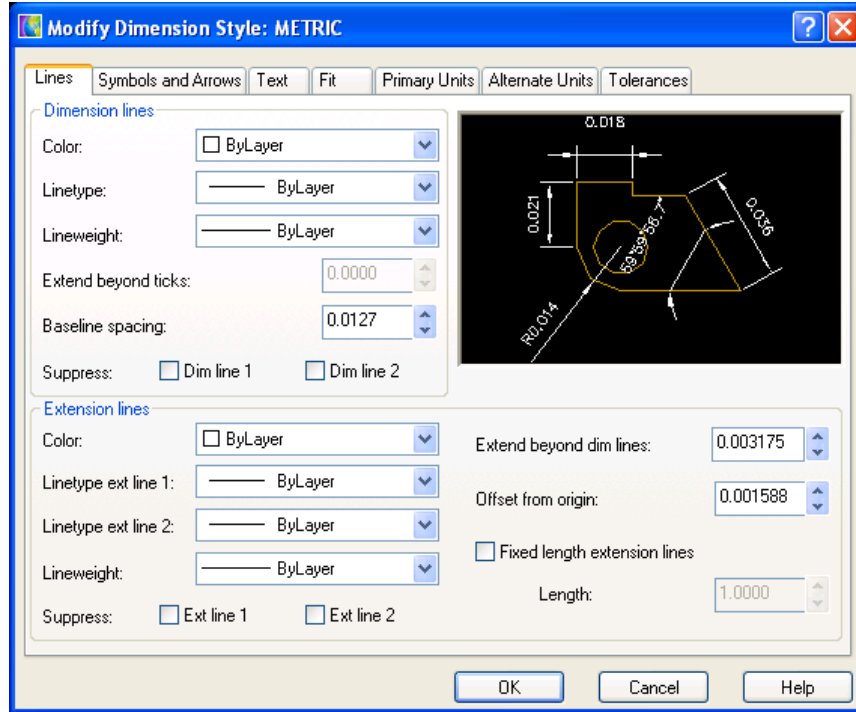 Modify Dimension Style: METRIC
Lines Symbols and Arrows Text Fit Primary Units Alternate Units Tolerances
Dimension lines
Color: ByLayer
Linetype: ByLayer
Lineweight: ByLayer
Extend beyond ticks: 0.0000
Baseline spacing: 0.0127
Suppress: Dim line 1 Dim line 2
0.018
0.021
0.036
59°59'56.7"
R0.014
Extension lines
Color: ByLayer
Linetype ext line 1: ByLayer
Linetype ext line 2: ByLayer
Lineweight: ByLayer
Suppress: Ext line 1 Ext line 2
Extend beyond dim lines: 0.003175
Offset from origin: 0.001588
Fixed length extension lines
Length: 1.0000
OK Cancel Help